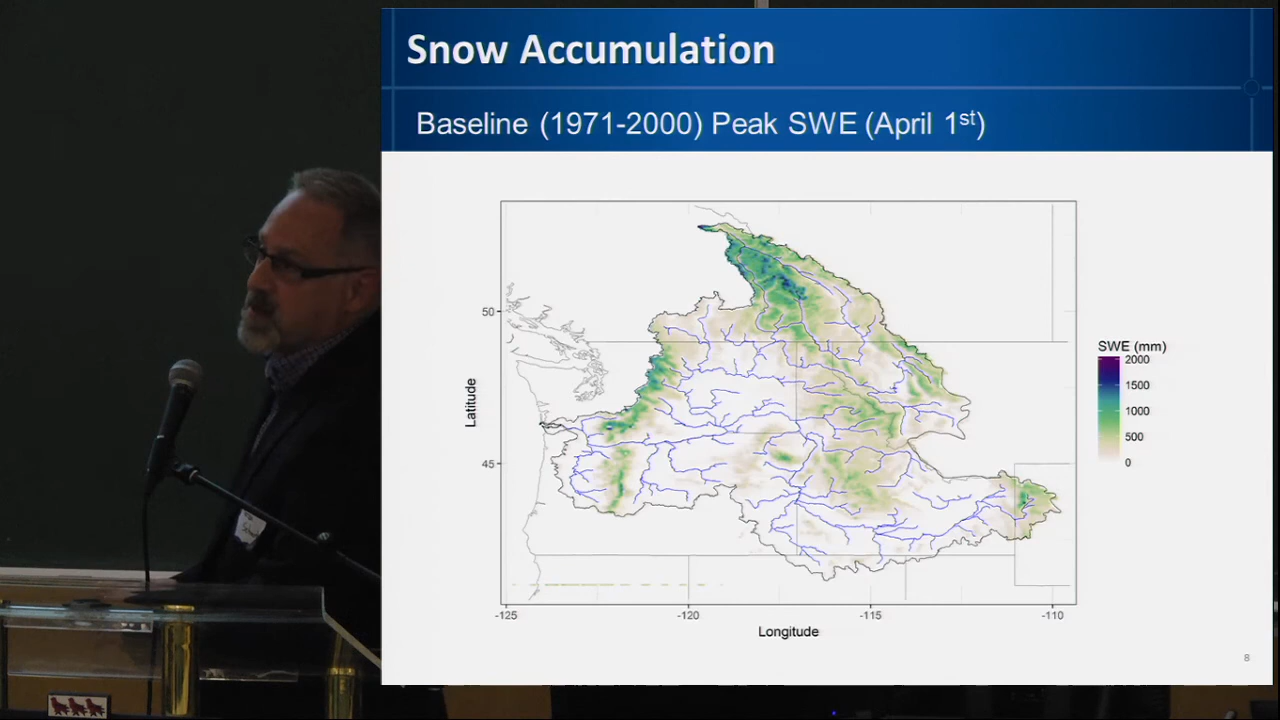 Snow Accumulation
Baseline (1971-2000) Peak SWE (April 1st)
50
45
Latitude
-125
-120
-115
-110
Longitude
SWE (mm)
2000
1500
1000
500
0
8